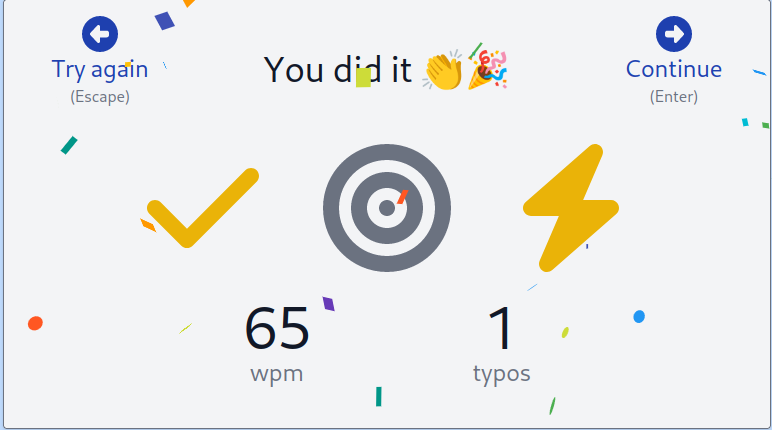 Try again
(Escape)
You did it 👏🎉
Continue
(Enter)
65
wpm
1
typos